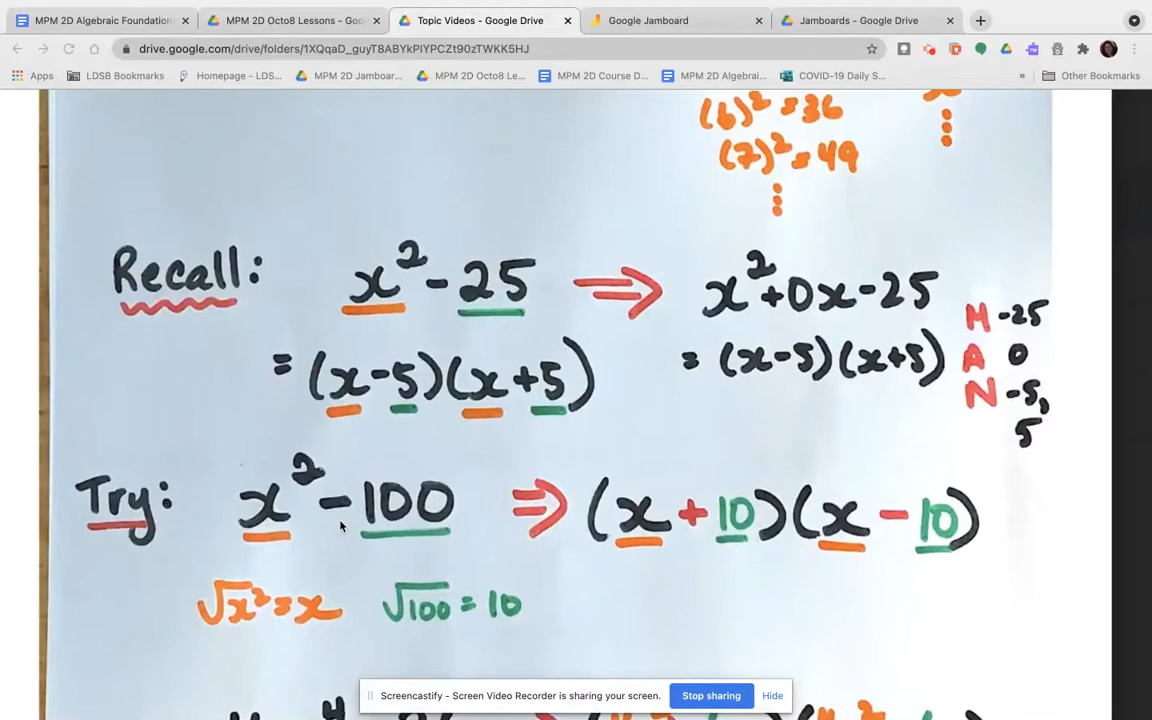 MPM 2D Algebraic Foundation
MPM 2D Octo8 Lessons - Goo
Topic Videos - Google Drive
Google Jamboard
Jamboards - Google Drive
drive.google.com/drive/folders/1XQqaD_guyT8ABYkPIYPCZt90zTWKK5HJ
Apps
LDSB Bookmarks
Homepage - LDS...
MPM 2D Jamboar...
MPM 2D Octo8 Le...
MPM 2D Course D...
MPM 2D Algebrai...
COVID-19 Daily S...
»
Other Bookmarks
(6)² = 36
(7)² = 49
Recall: x² - 25 ⇒ x² + 0x - 25
M -25
= (x - 5)(x + 5)
= (x - 5)(x + 5)
A 0
N -5,
5
Try: x² - 100 ⇒ (x + 10)(x - 10)
√x² = x √100 = 10
Screencastify - Screen Video Recorder is sharing your screen.
Stop sharing
Hide